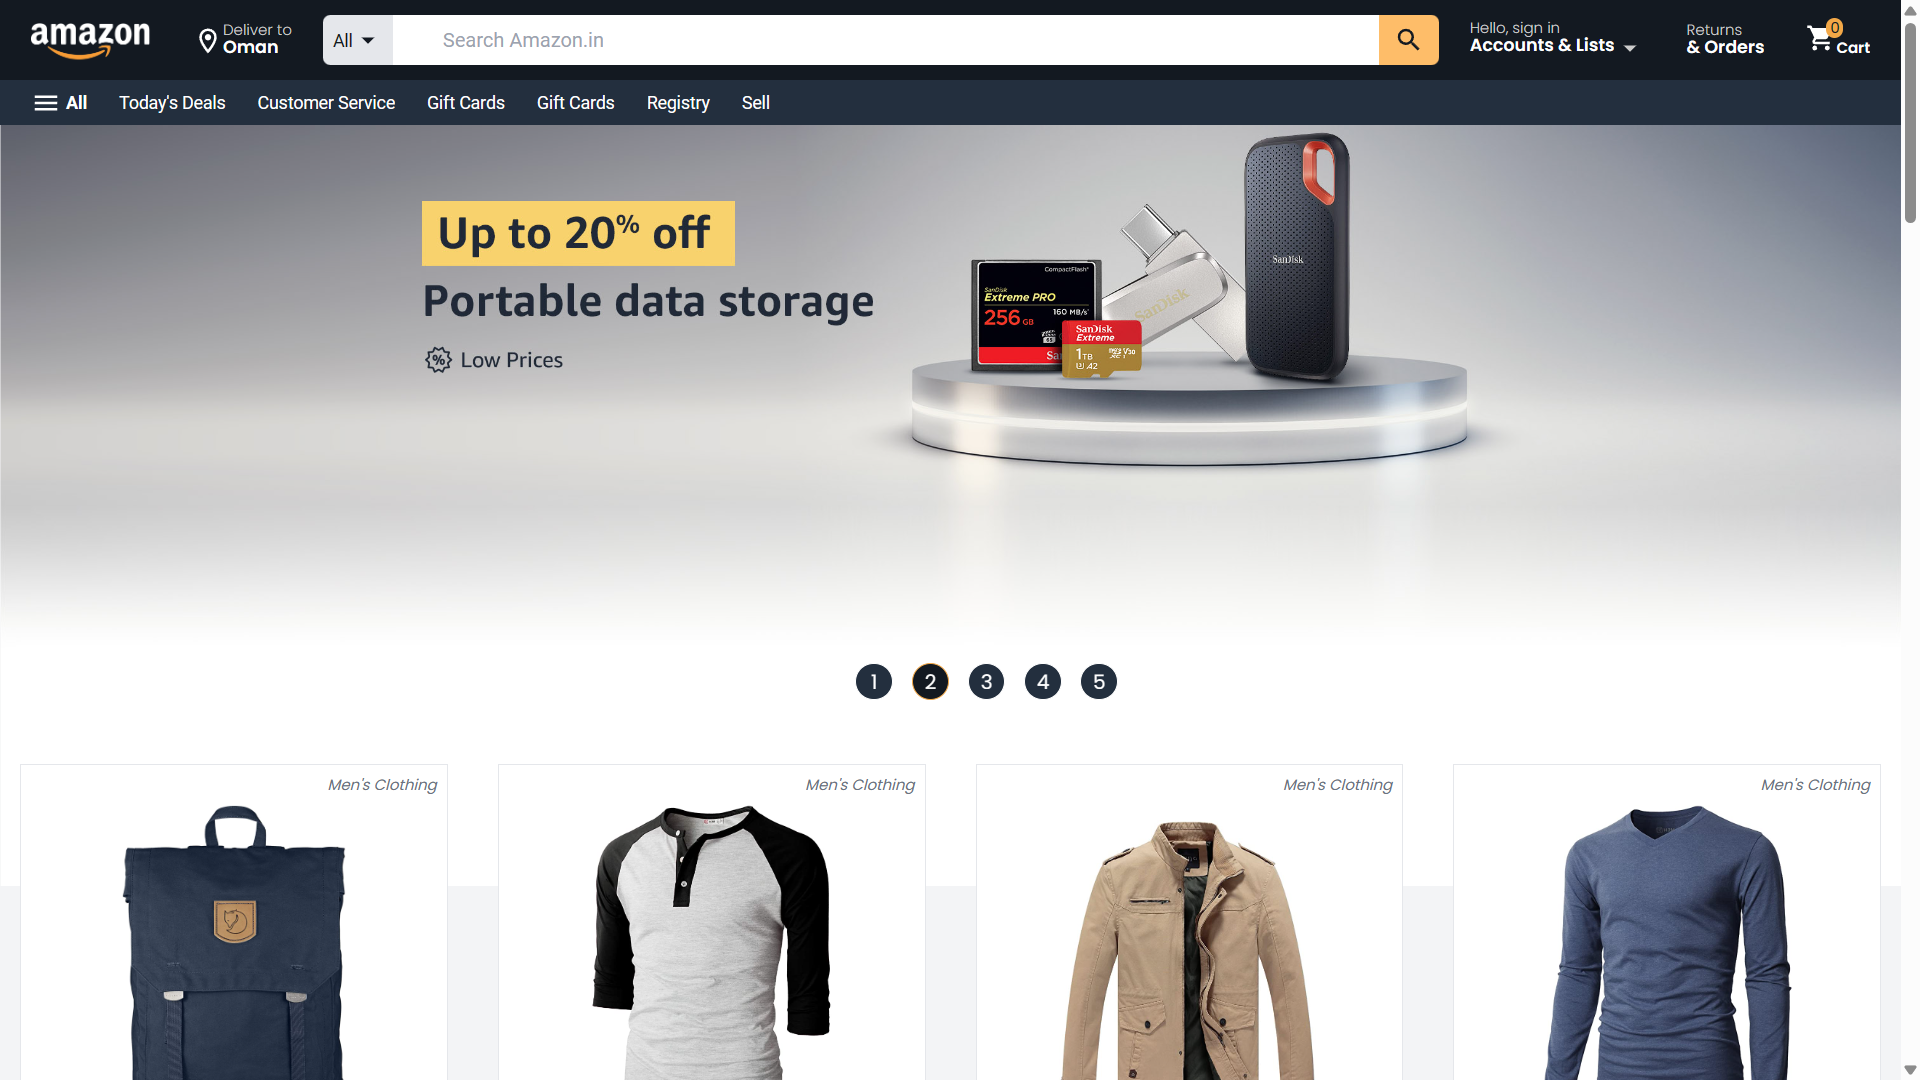 amazon
Deliver to
Oman
All
Search Amazon.in
Hello, sign in
Accounts & Lists
Returns
& Orders
0
Cart
All
Today's Deals
Customer Service
Gift Cards
Gift Cards
Registry
Sell
Up to 20% off
Portable data storage
% Low Prices
CompactFlash®
SanDisk
Extreme PRO
256 GB
160 MB/s
SanDisk
Extreme
1TB
V30
A2
SanDisk
SanDisk
1
2
3
4
5
Men's Clothing
Men's Clothing
Men's Clothing
Men's Clothing